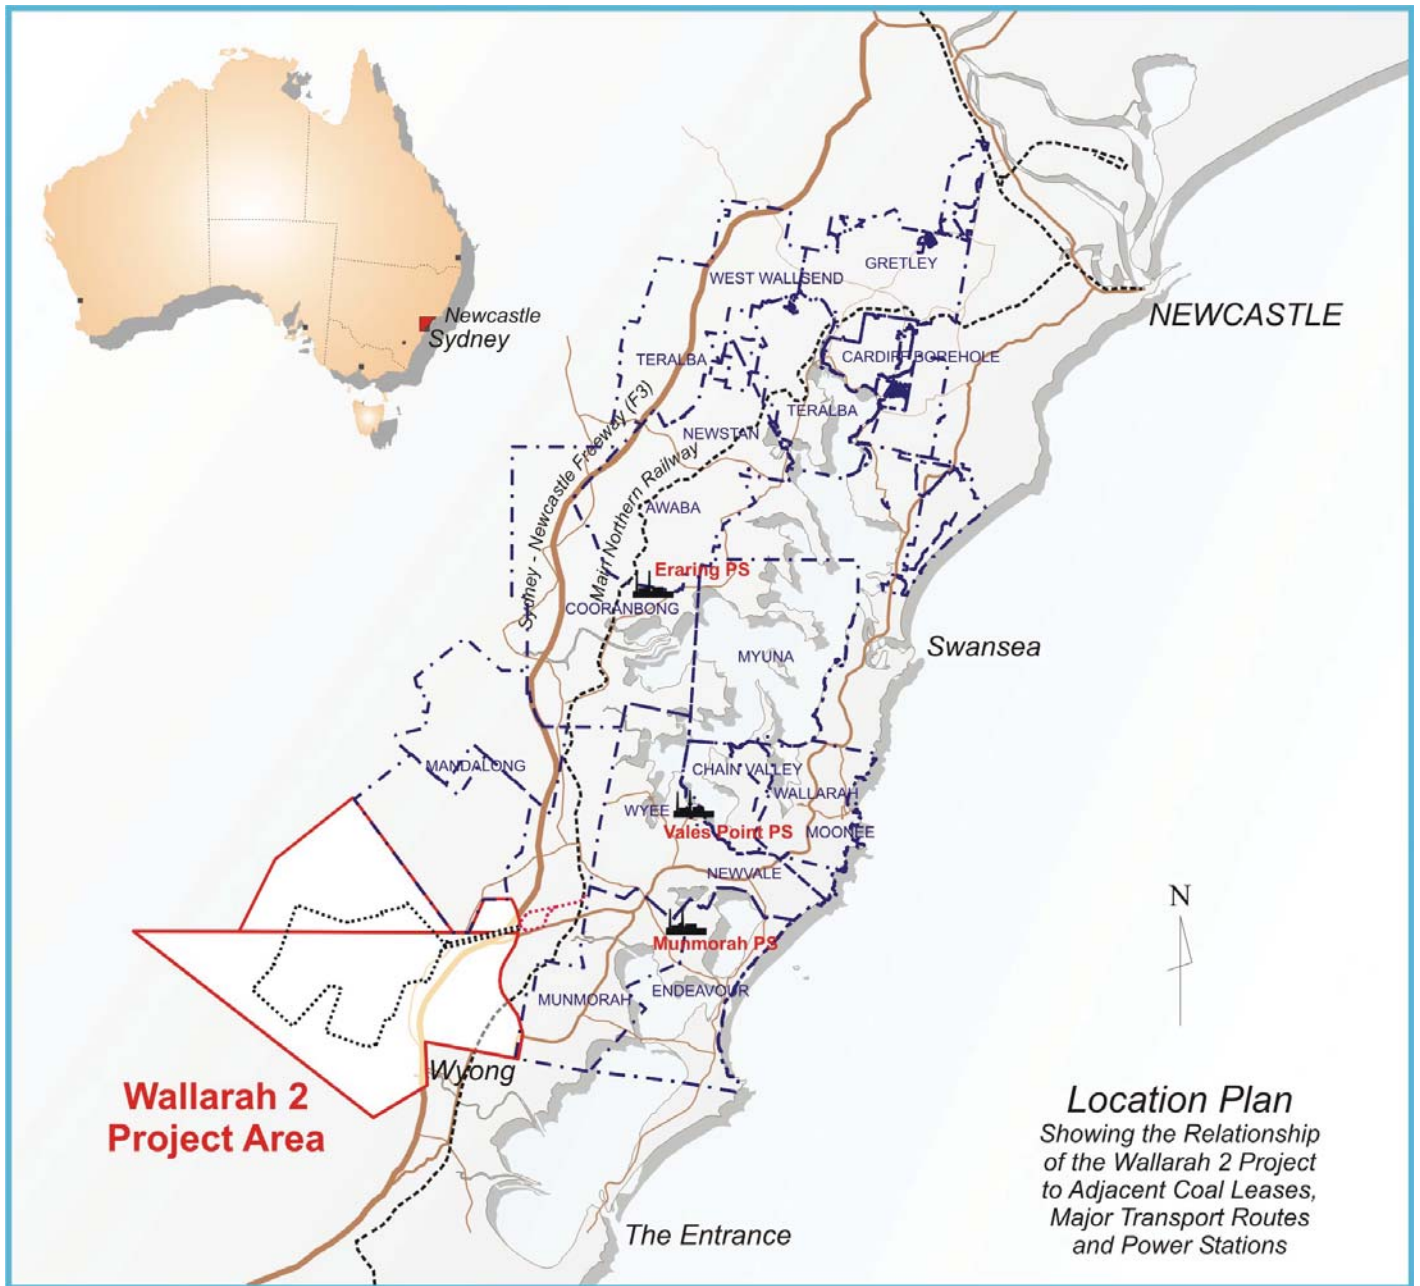 Newcastle
Sydney
GRETLEY
WEST WALLSEND
NEWCASTLE
TERALBA
CARDIFF BOREHOLE
TERALBA
NEWSTAN
Sydney - Newcastle Freeway (F3)
Main Northern Railway
AWABA
Eraring PS
COORANBONG
Swansea
MYUNA
MANDALONG
CHAIN VALLEY
WALLARAH
WYEE
Vales Point PS
MOONEE
NEWVALE
N
Munmorah PS
ENDEAVOUR
MUNMORAH
Wyong
Wallarah 2
Project Area
Location Plan
Showing the Relationship
of the Wallarah 2 Project
to Adjacent Coal Leases,
Major Transport Routes
and Power Stations
The Entrance